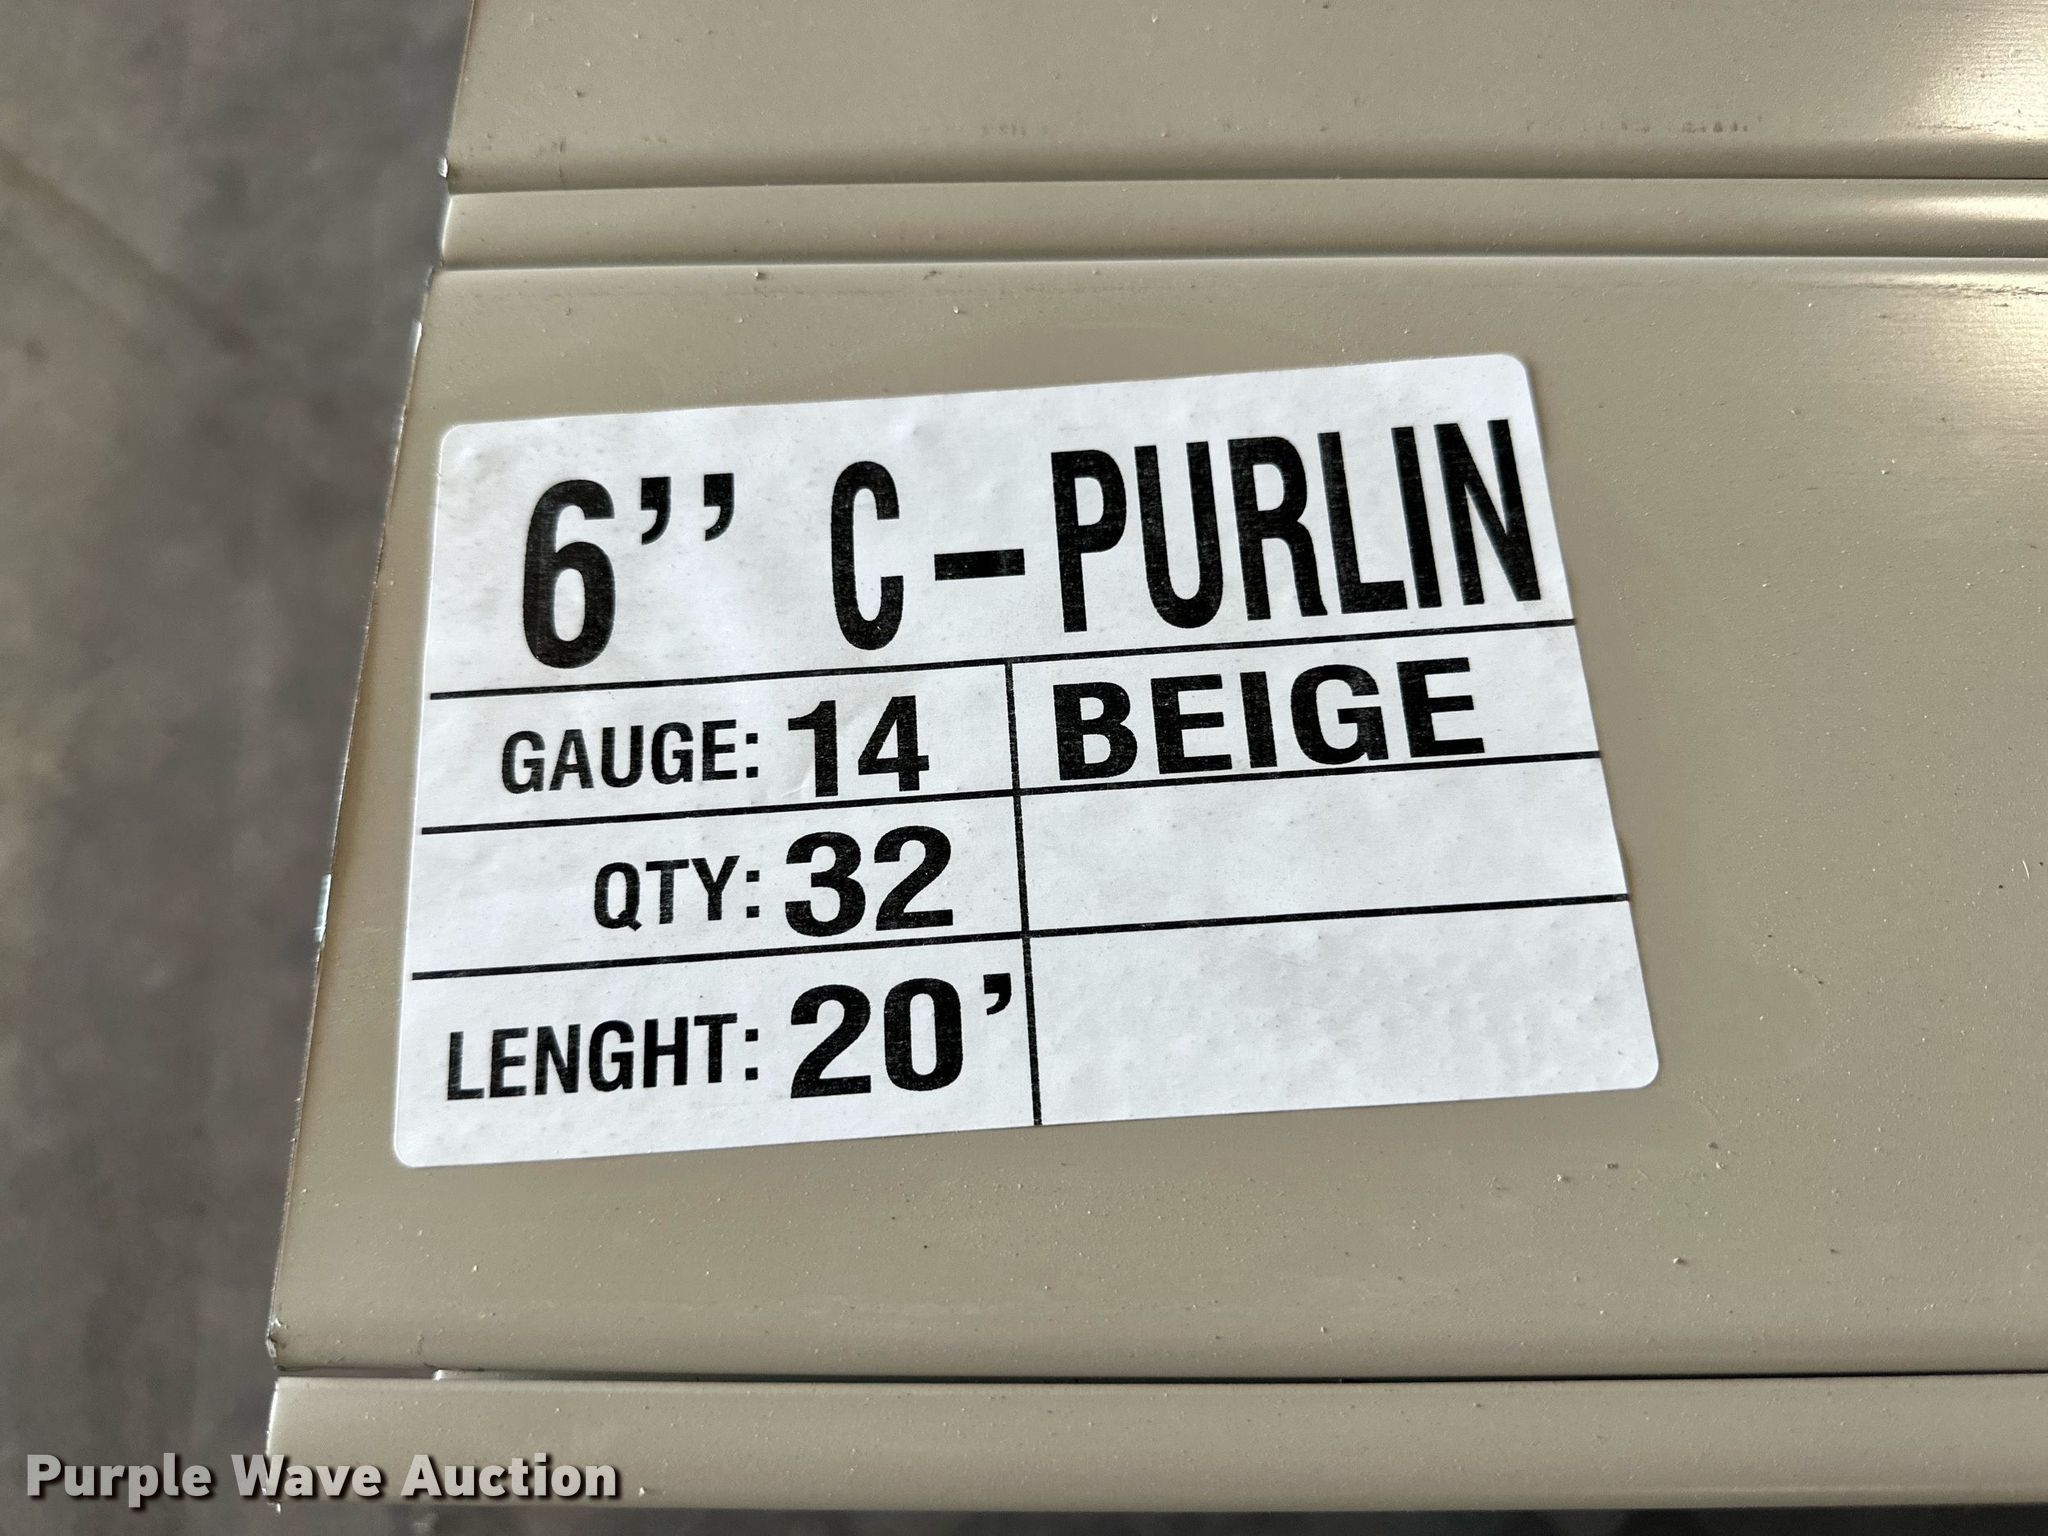 6’’ C-PURLIN
GAUGE: 14 BEIGE
QTY: 32
LENGHT: 20’
Purple Wave Auction